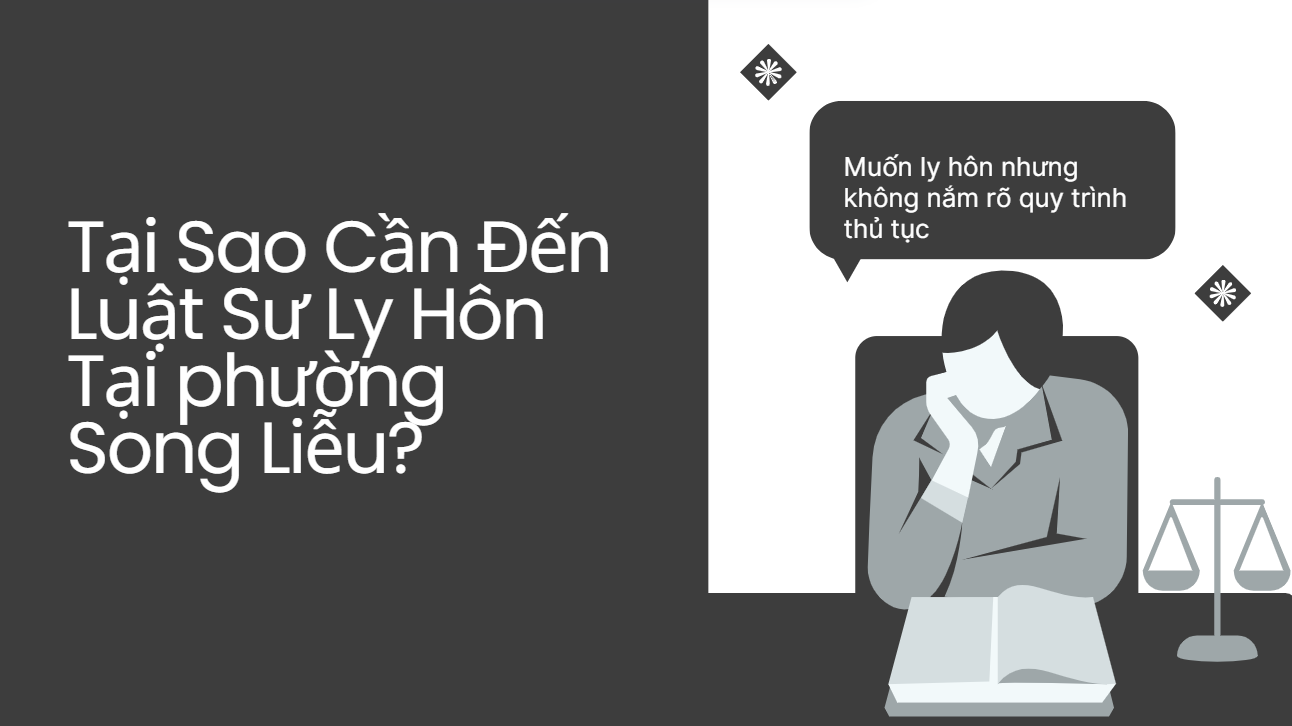 Tại Sao Cần Đến
Luật Sư Ly Hôn
Tại phường
Song Liễu?
Muốn ly hôn nhưng
không nắm rõ quy trình
thủ tục